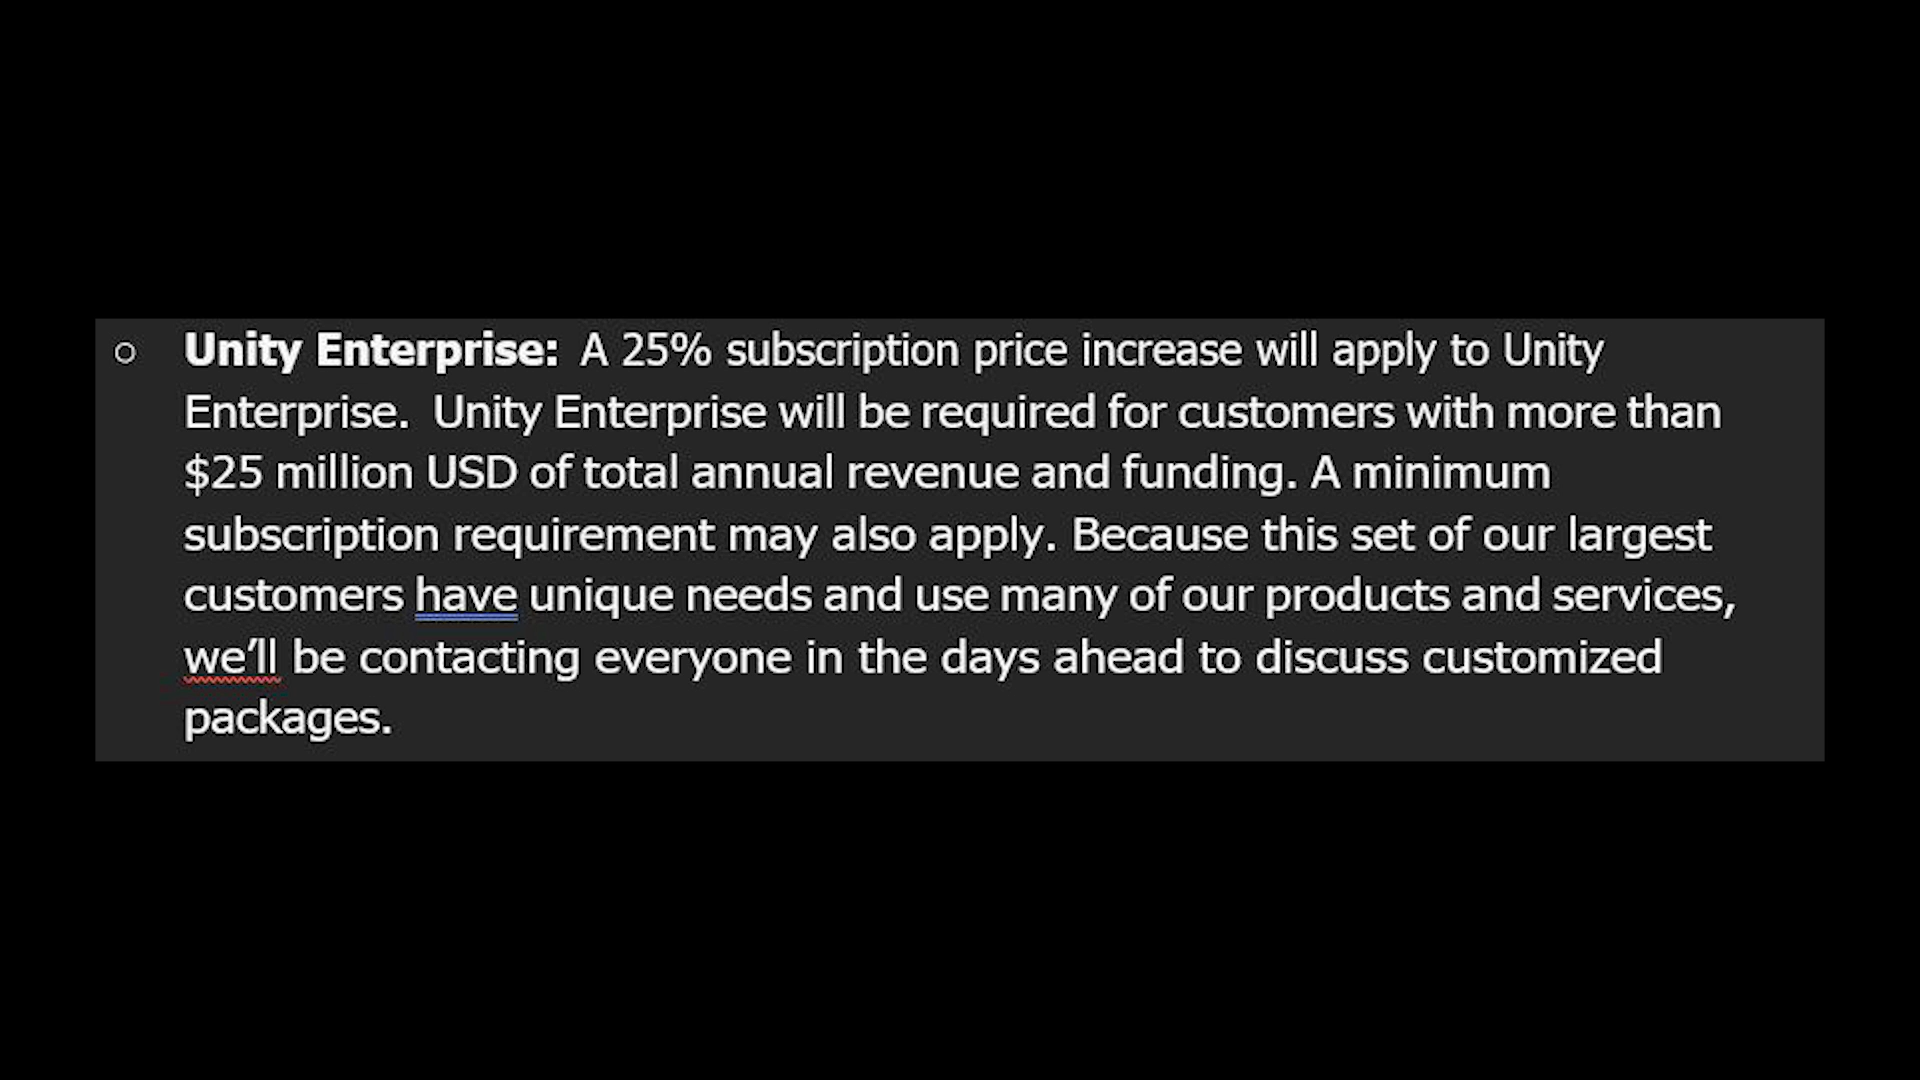 ○ Unity Enterprise: A 25% subscription price increase will apply to Unity
Enterprise. Unity Enterprise will be required for customers with more than
$25 million USD of total annual revenue and funding. A minimum
subscription requirement may also apply. Because this set of our largest
customers have unique needs and use many of our products and services,
we’ll be contacting everyone in the days ahead to discuss customized
packages.